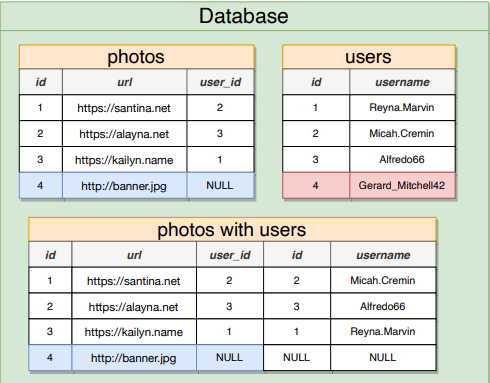 Database
photos
id url user_id
1 https://santina.net 2
2 https://alayna.net 3
3 https://kailyn.name 1
4 http://banner.jpg NULL
users
id username
1 Reyna.Marvin
2 Micah.Cremin
3 Alfredo66
4 Gerard_Mitchell42
photos with users
id url user_id id username
1 https://santina.net 2 2 Micah.Cremin
2 https://alayna.net 3 3 Alfredo66
3 https://kailyn.name 1 1 Reyna.Marvin
4 http://banner.jpg NULL NULL NULL